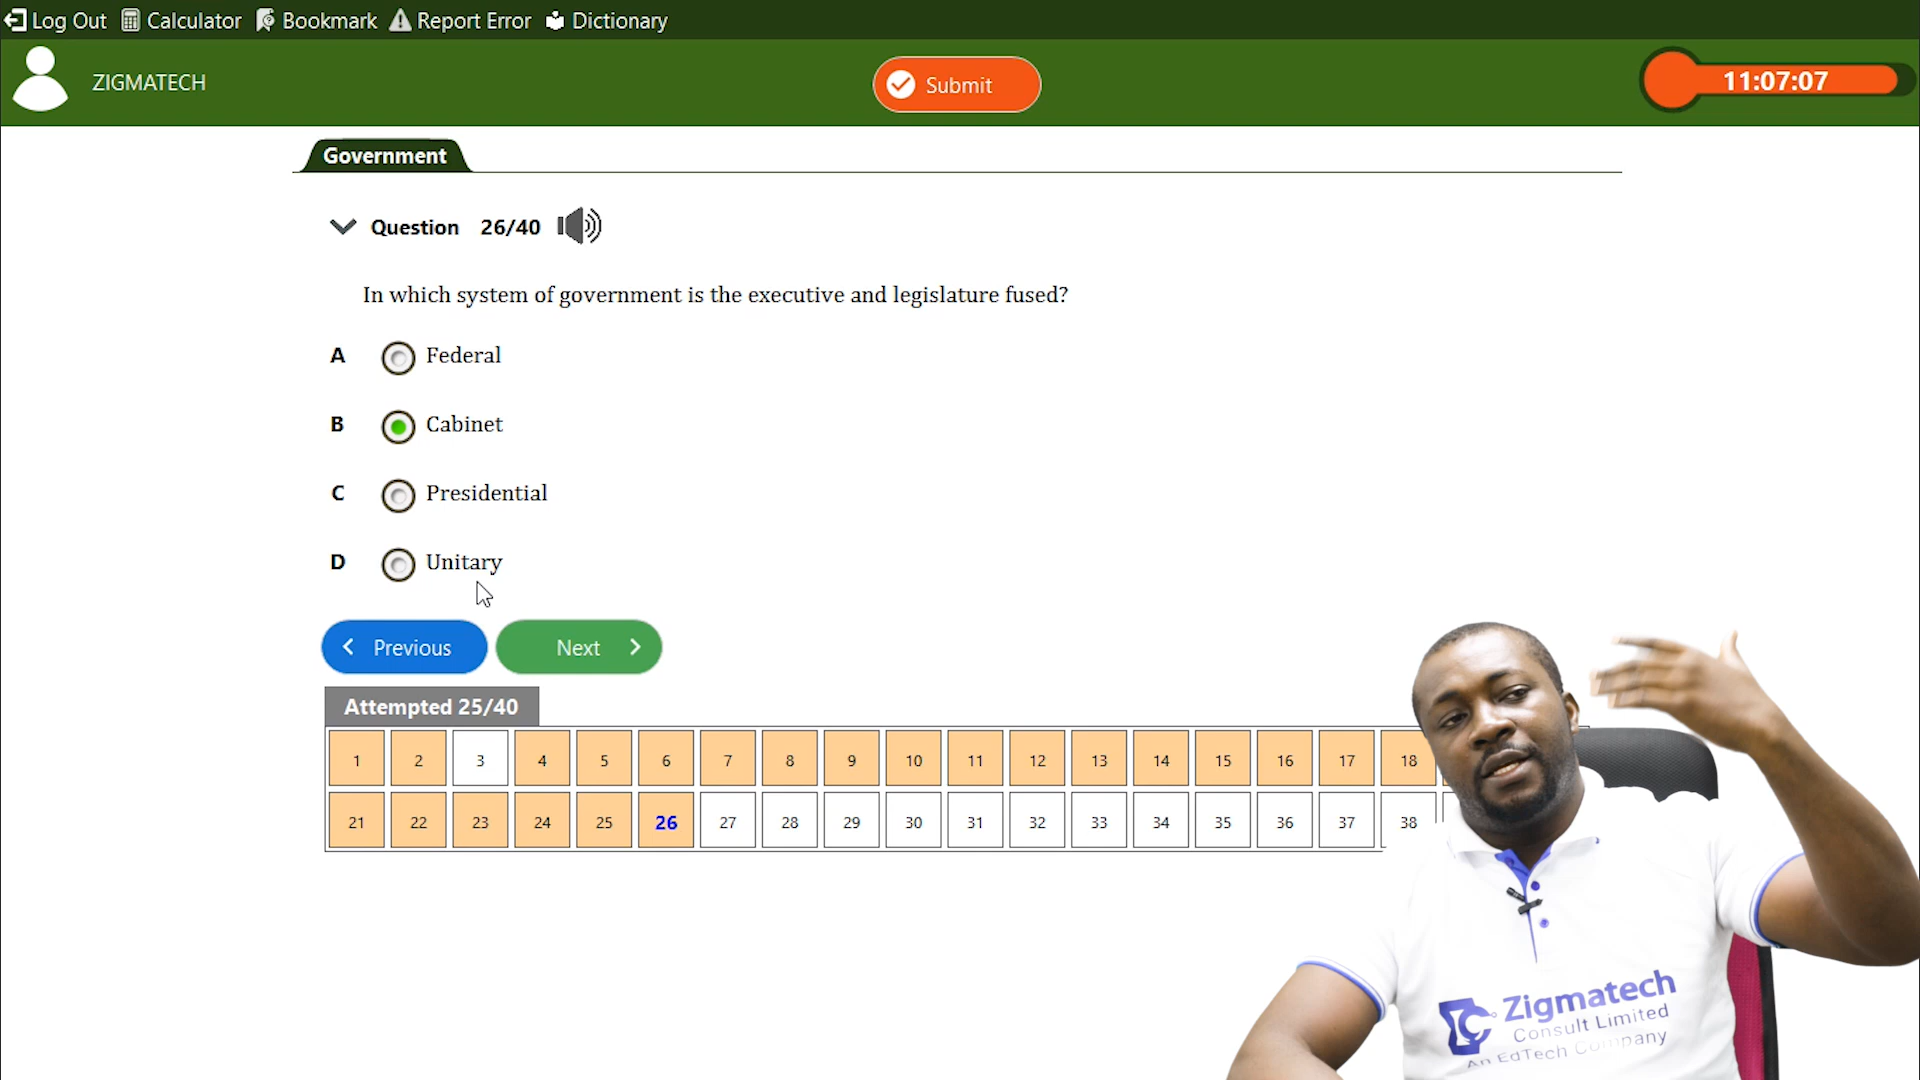 Log Out Calculator Bookmark Report Error Dictionary
ZIGMATECH
Submit
11:07:07
Government
Question 26/40
In which system of government is the executive and legislature fused?
A Federal
B Cabinet
C Presidential
D Unitary
Previous Next
Attempted 25/40
1 2 3 4 5 6 7 8 9 10 11 12 13 14 15 16 17 18
21 22 23 24 25 26 27 28 29 30 31 32 33 34 35 36 37 38
Zigmatech
Consult Limited
An EdTech Company